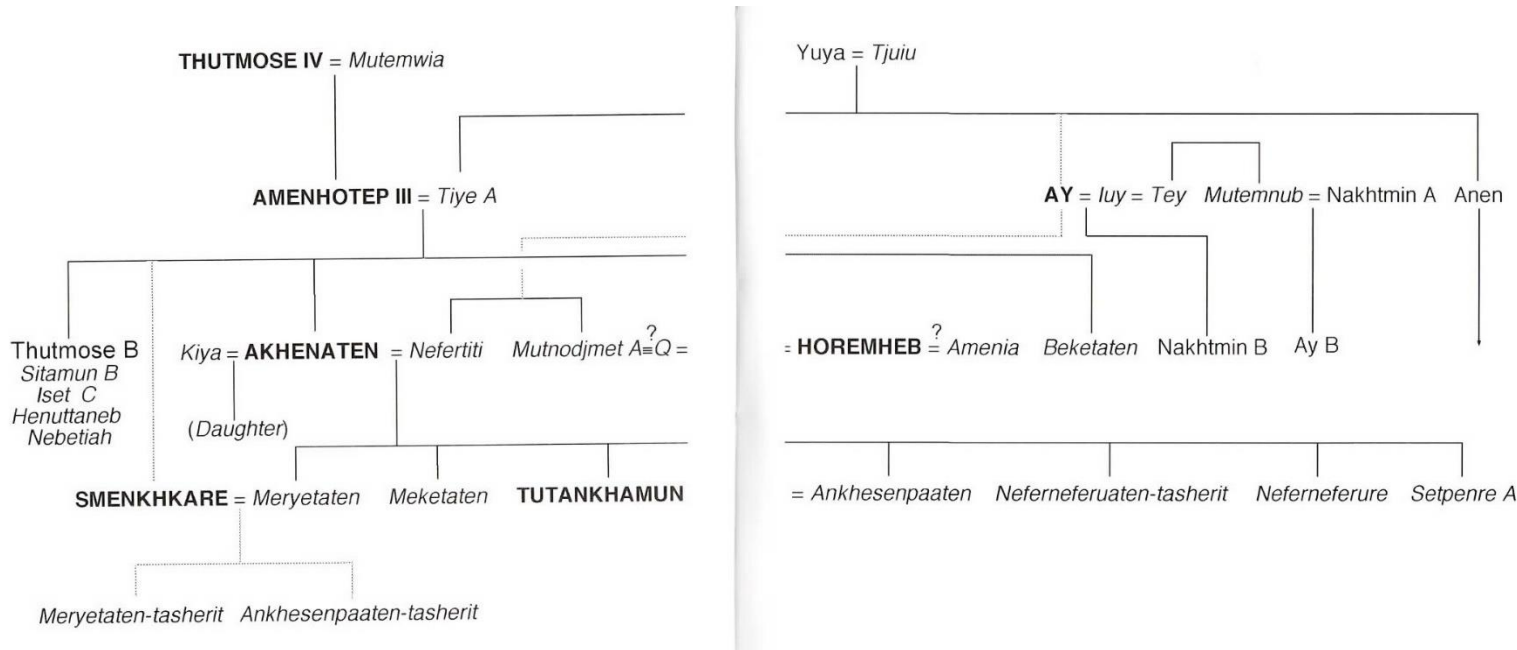 THUTMOSE IV = Mutemwia
Yuya = Tjuiu
AMENHOTEP III = Tiye A
AY = Iuy = Tey Mutemnub = Nakhtmin A Anen
Thutmose B
Sitamun B
Iset C
Henuttaneb
Nebetiah
Kiya = AKHENATEN = Nefertiti Mutnodjmet A ≡ Q =
?
= HOREMHEB = Amenia Beketaten Nakhtmin B Ay B
?
(Daughter)
SMENKHKARE = Meryetaten Meketaten TUTANKHAMUN
= Ankhesenpaaten Neferneferuaten-tasherit Neferneferure Setpenre A
Meryetaten-tasherit Ankhesenpaaten-tasherit